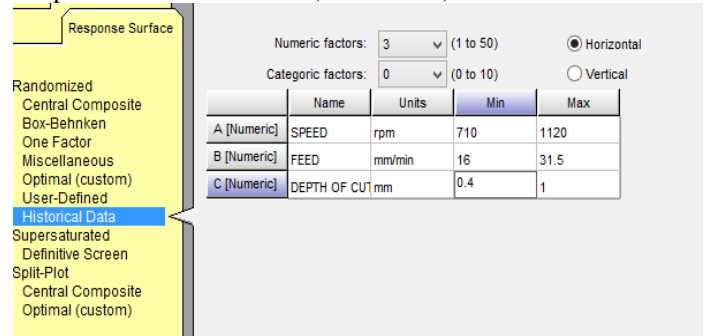 Response Surface
Randomized
Central Composite
Box-Behnken
One Factor
Miscellaneous
Optimal (custom)
User-Defined
Historical Data
Supersaturated
Definitive Screen
Split-Plot
Central Composite
Optimal (custom)
Numeric factors: 3 (1 to 50) Horizontal
Categoric factors: 0 (0 to 10) Vertical
Name Units Min Max
A [Numeric] SPEED rpm 710 1120
B [Numeric] FEED mm/min 16 31.5
C [Numeric] DEPTH OF CUT mm 0.4 1